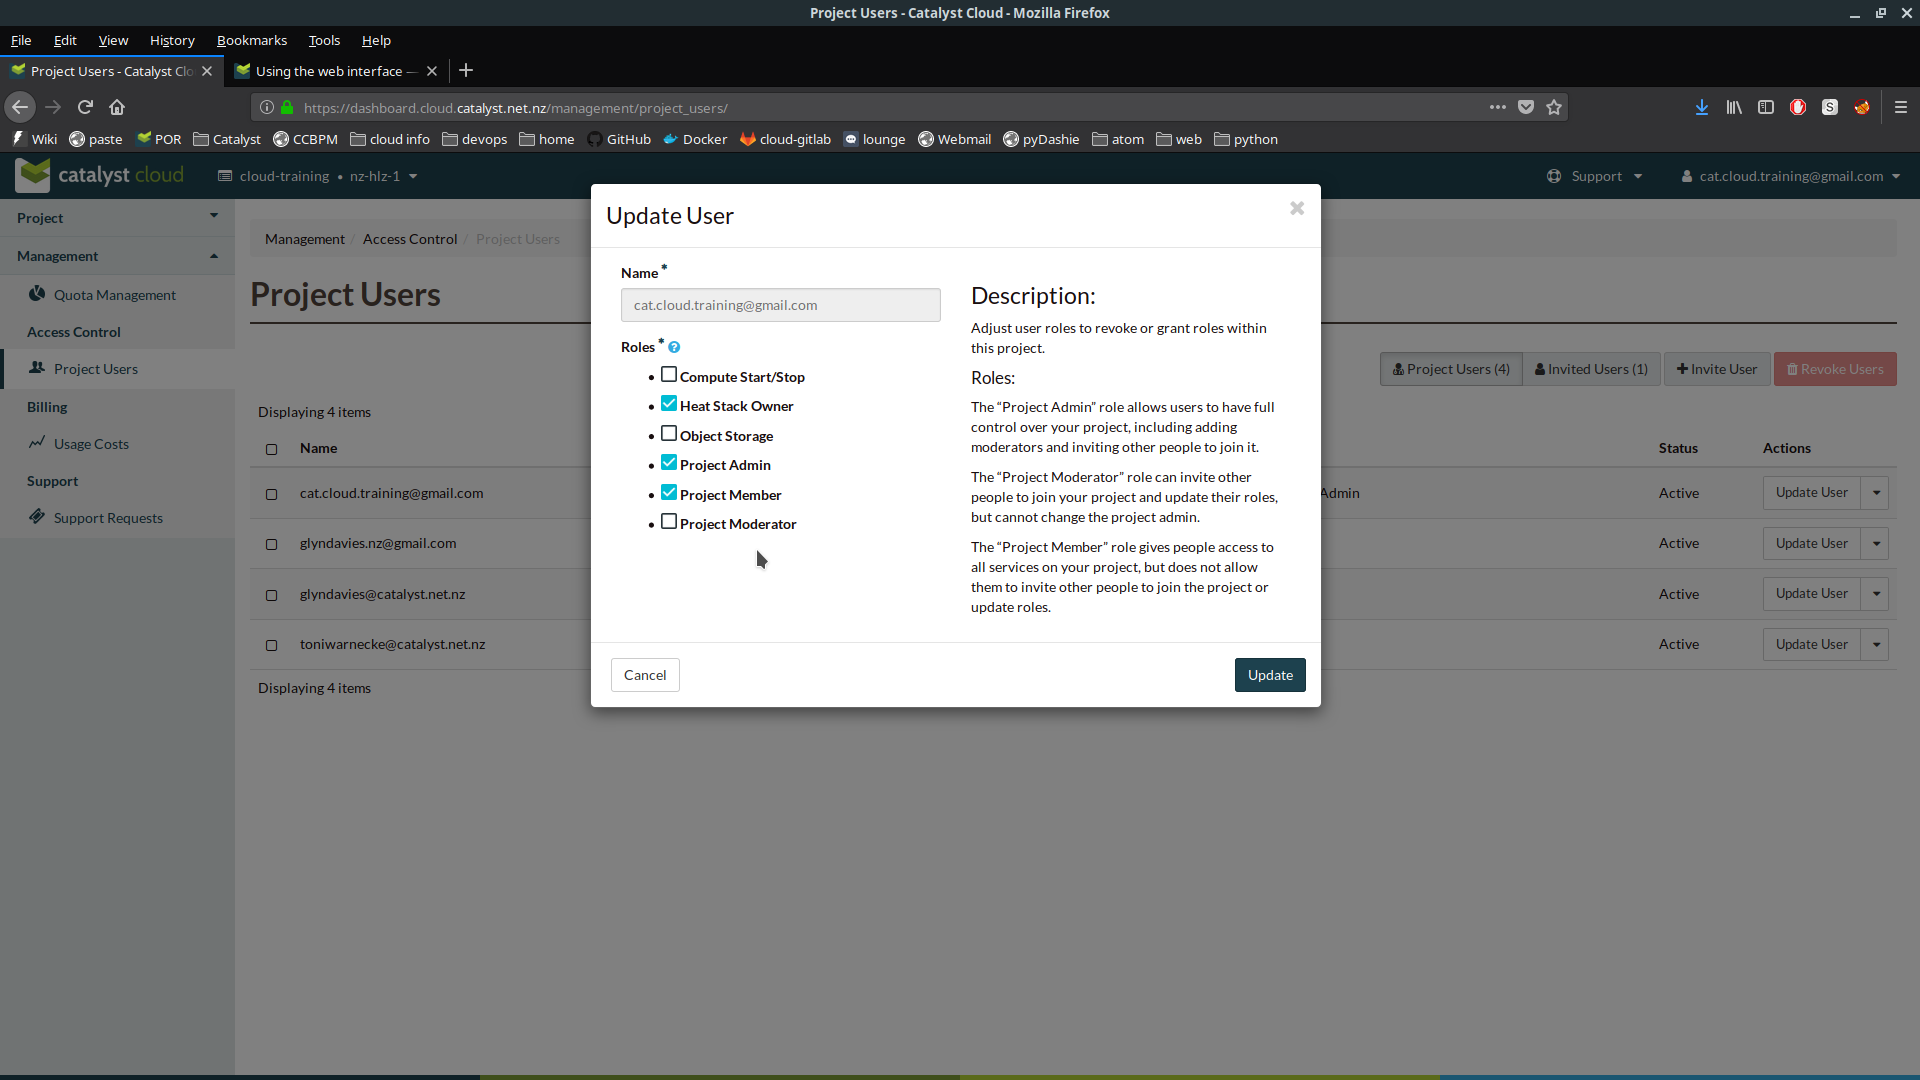 Project Users - Catalyst Cloud - Mozilla Firefox
File Edit View History Bookmarks Tools Help
Project Users - Catalyst Clo
Using the web interface —
https://dashboard.cloud.catalyst.net.nz/management/project_users/
Wiki paste POR Catalyst CCBPM cloud info devops home GitHub Docker cloud-gitlab lounge Webmail pyDashie atom web python
catalyst cloud
cloud-training • nz-hlz-1
Support
cat.cloud.training@gmail.com
Project
Management
Quota Management
Access Control
Project Users
Billing
Usage Costs
Support
Support Requests
Management / Access Control / Project Users
Project Users
Project Users (4)
Invited Users (1)
Invite User
Revoke Users
Displaying 4 items
Name
Status
Actions
cat.cloud.training@gmail.com
Admin
Active
Update User
glyndavies.nz@gmail.com
Active
Update User
glyndavies@catalyst.net.nz
Active
Update User
toniwarnecke@catalyst.net.nz
Active
Update User
Displaying 4 items
Update User
Name *
cat.cloud.training@gmail.com
Roles * ?
• Compute Start/Stop
• Heat Stack Owner
• Object Storage
• Project Admin
• Project Member
• Project Moderator
Description:
Adjust user roles to revoke or grant roles within
this project.
Roles:
The “Project Admin” role allows users to have full
control over your project, including adding
moderators and inviting other people to join it.
The “Project Moderator” role can invite other
people to join your project and update their roles,
but cannot change the project admin.
The “Project Member” role gives people access to
all services on your project, but does not allow
them to invite other people to join the project or
update roles.
Cancel
Update